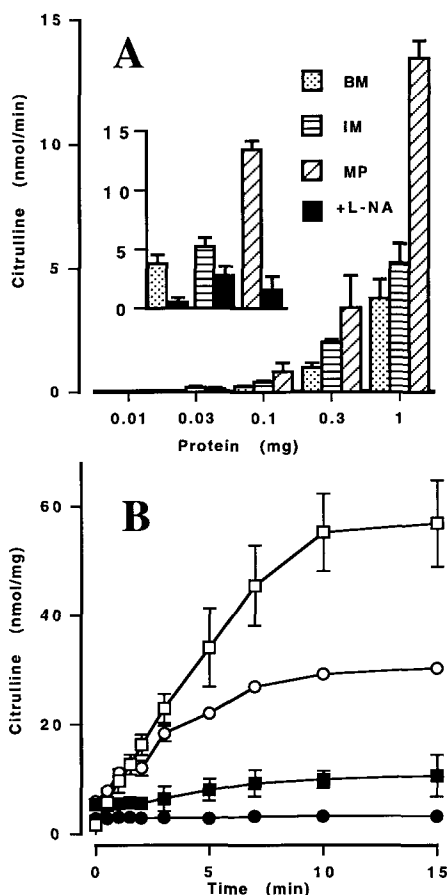 A
Citrulline (nmol/min)
15
10
5
0
BM
IM
MP
+L-NA
15
10
5
0
0.01 0.03 0.1 0.3 1
Protein (mg)
B
Citrulline (nmol/mg)
60
40
20
0
0 5 10 15
Time (min)